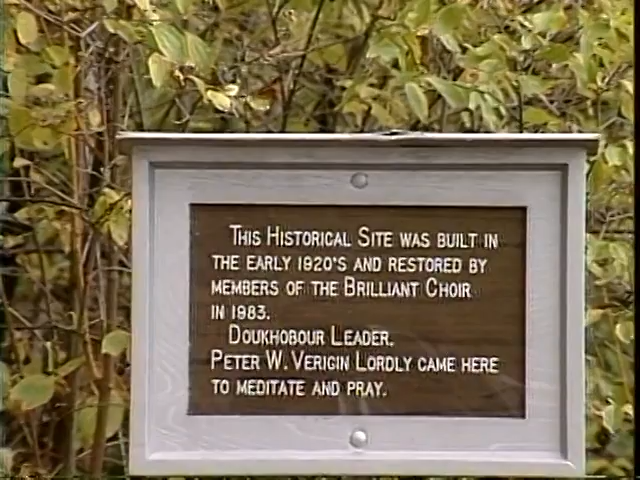 This Historical Site was built in
the early 1920's and restored by
members of the Brilliant Choir
in 1983.
Doukhobour Leader.
Peter W. Verigin Lordly came here
to meditate and pray.